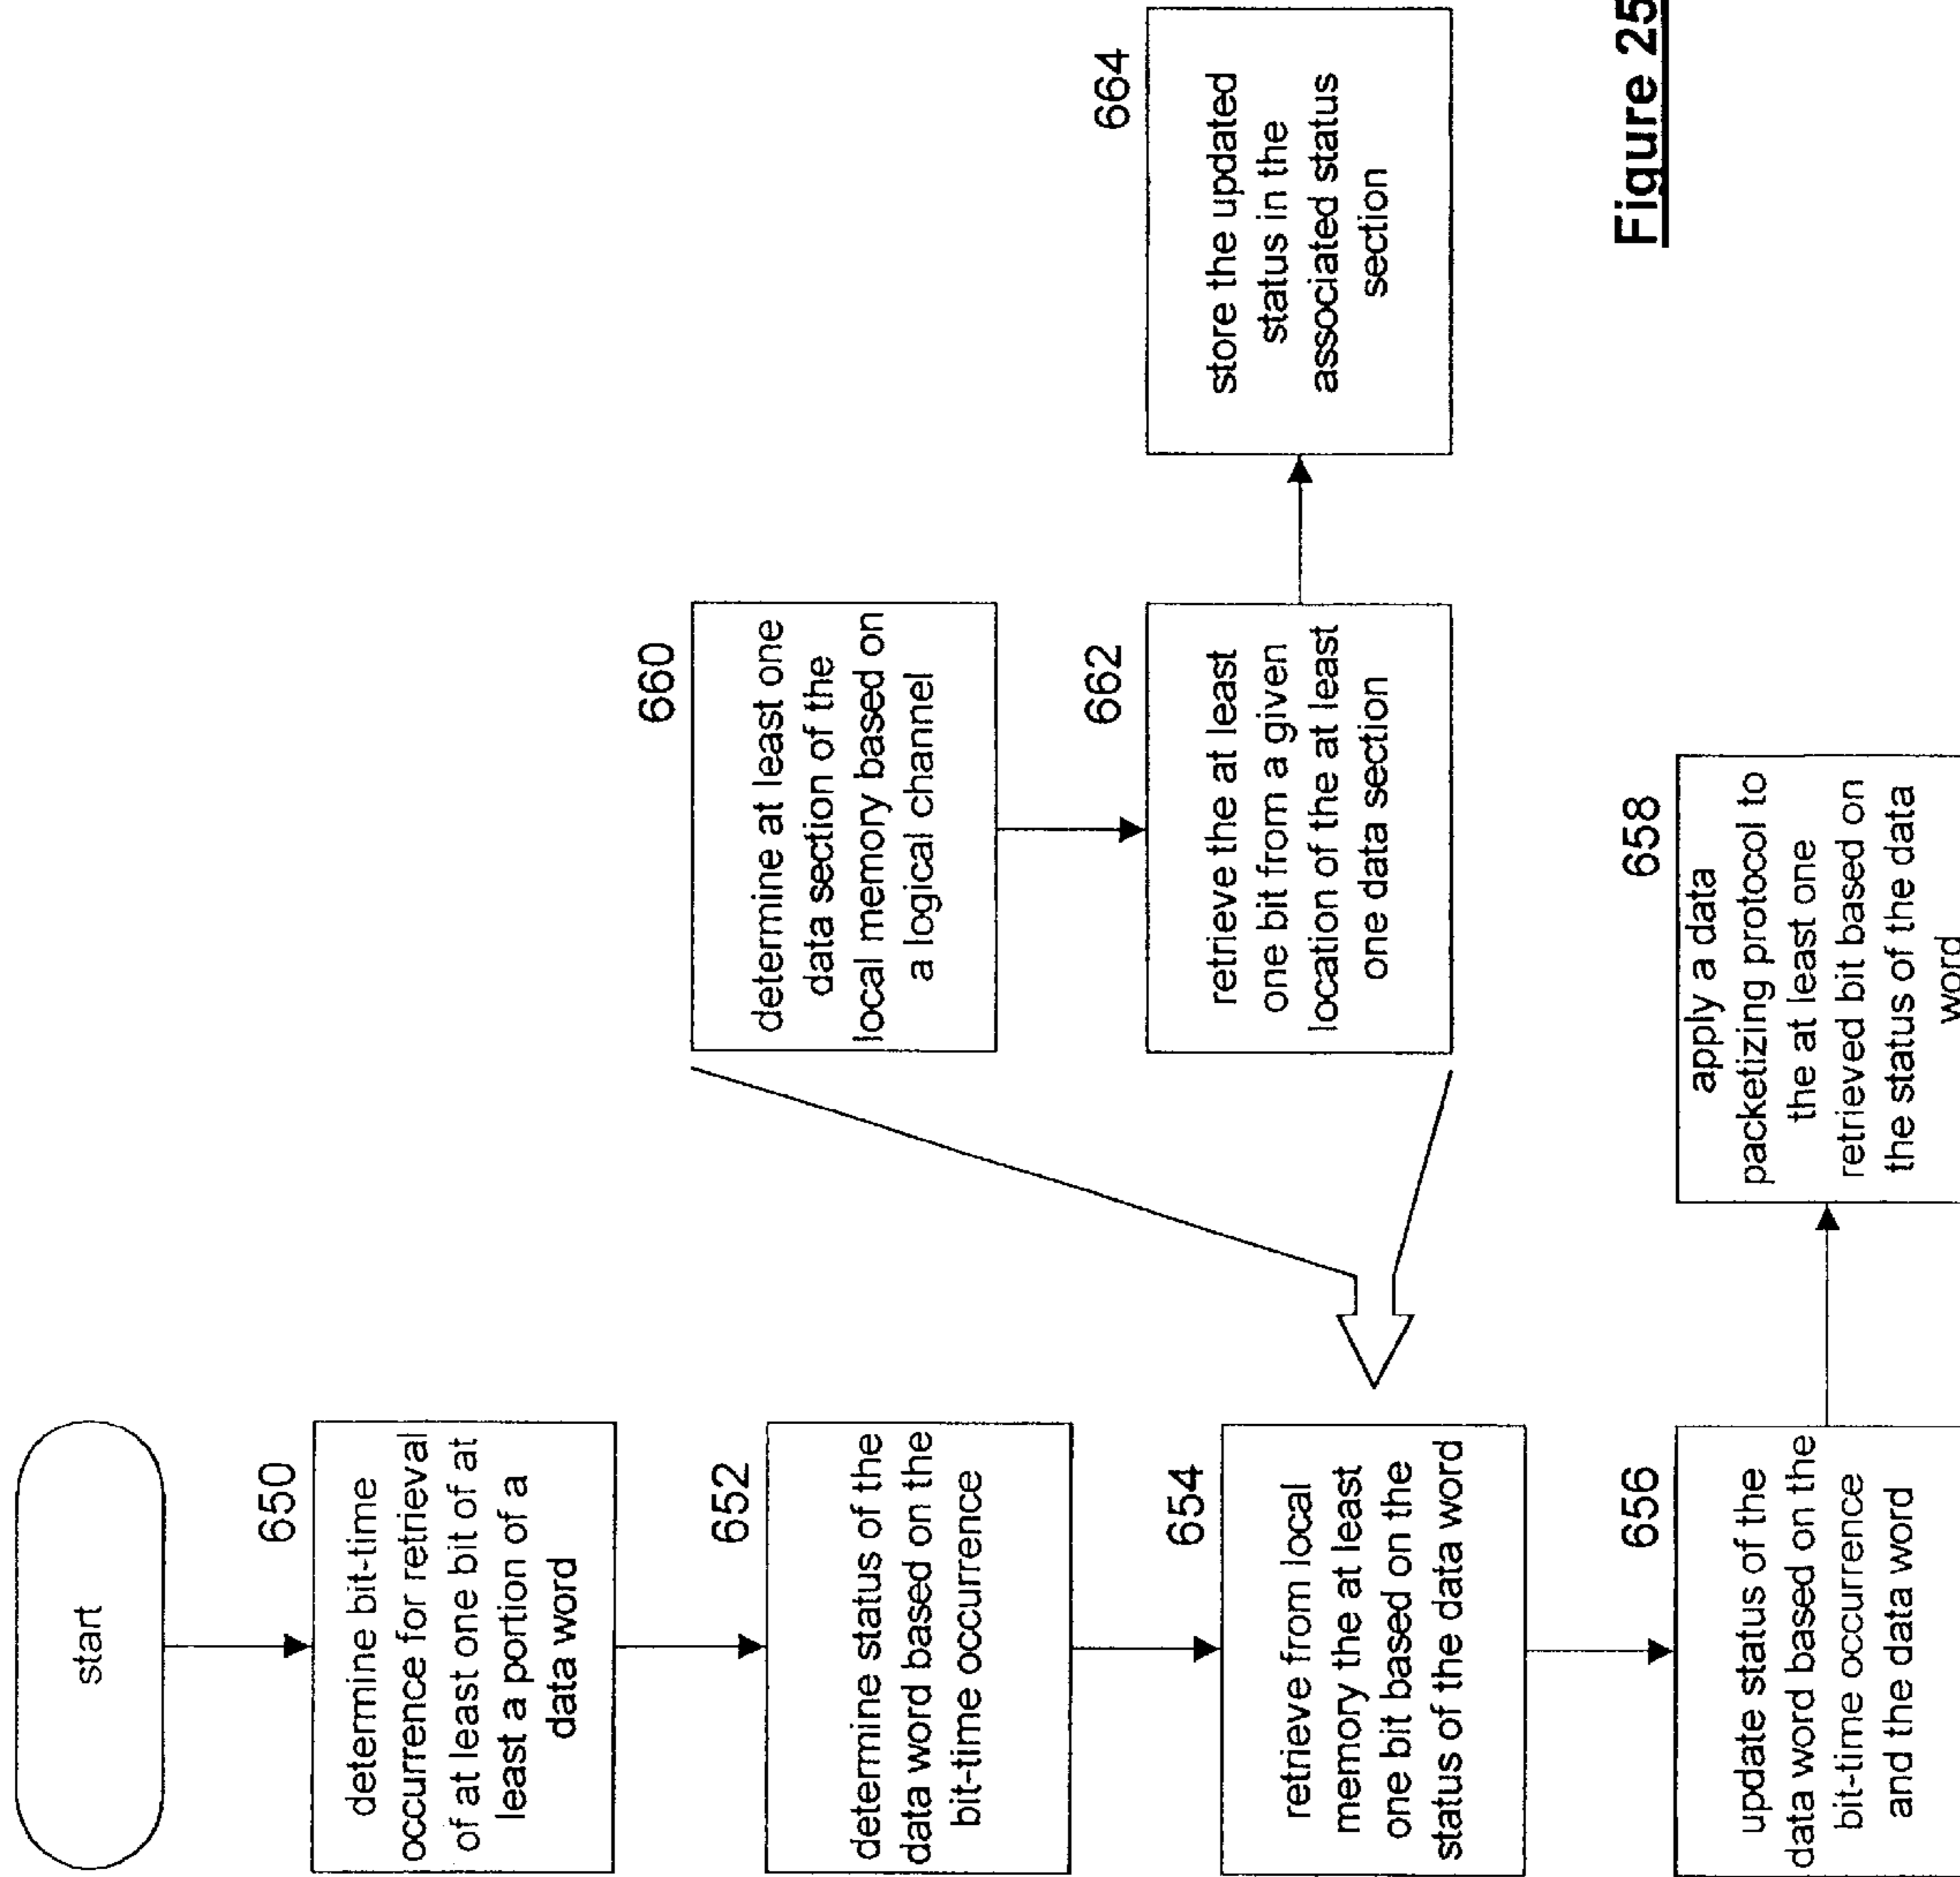 start
650
determine bit-time
occurrence for retrieval
of at least one bit of at
least a portion of a
data word
652
determine status of the
data word based on the
bit-time occurrence
654
retrieve from local
memory the at least
one bit based on the
status of the data word
656
update status of the
data word based on the
bit-time occurrence
and the data word
658
apply a data
packetizing protocol to
the at least one
retrieved bit based on
the status of the data
word
660
determine at least one
data section of the
local memory based on
a logical channel
662
retrieve the at least
one bit from a given
location of the at least
one data section
664
store the updated
status in the
associated status
section
Figure 25